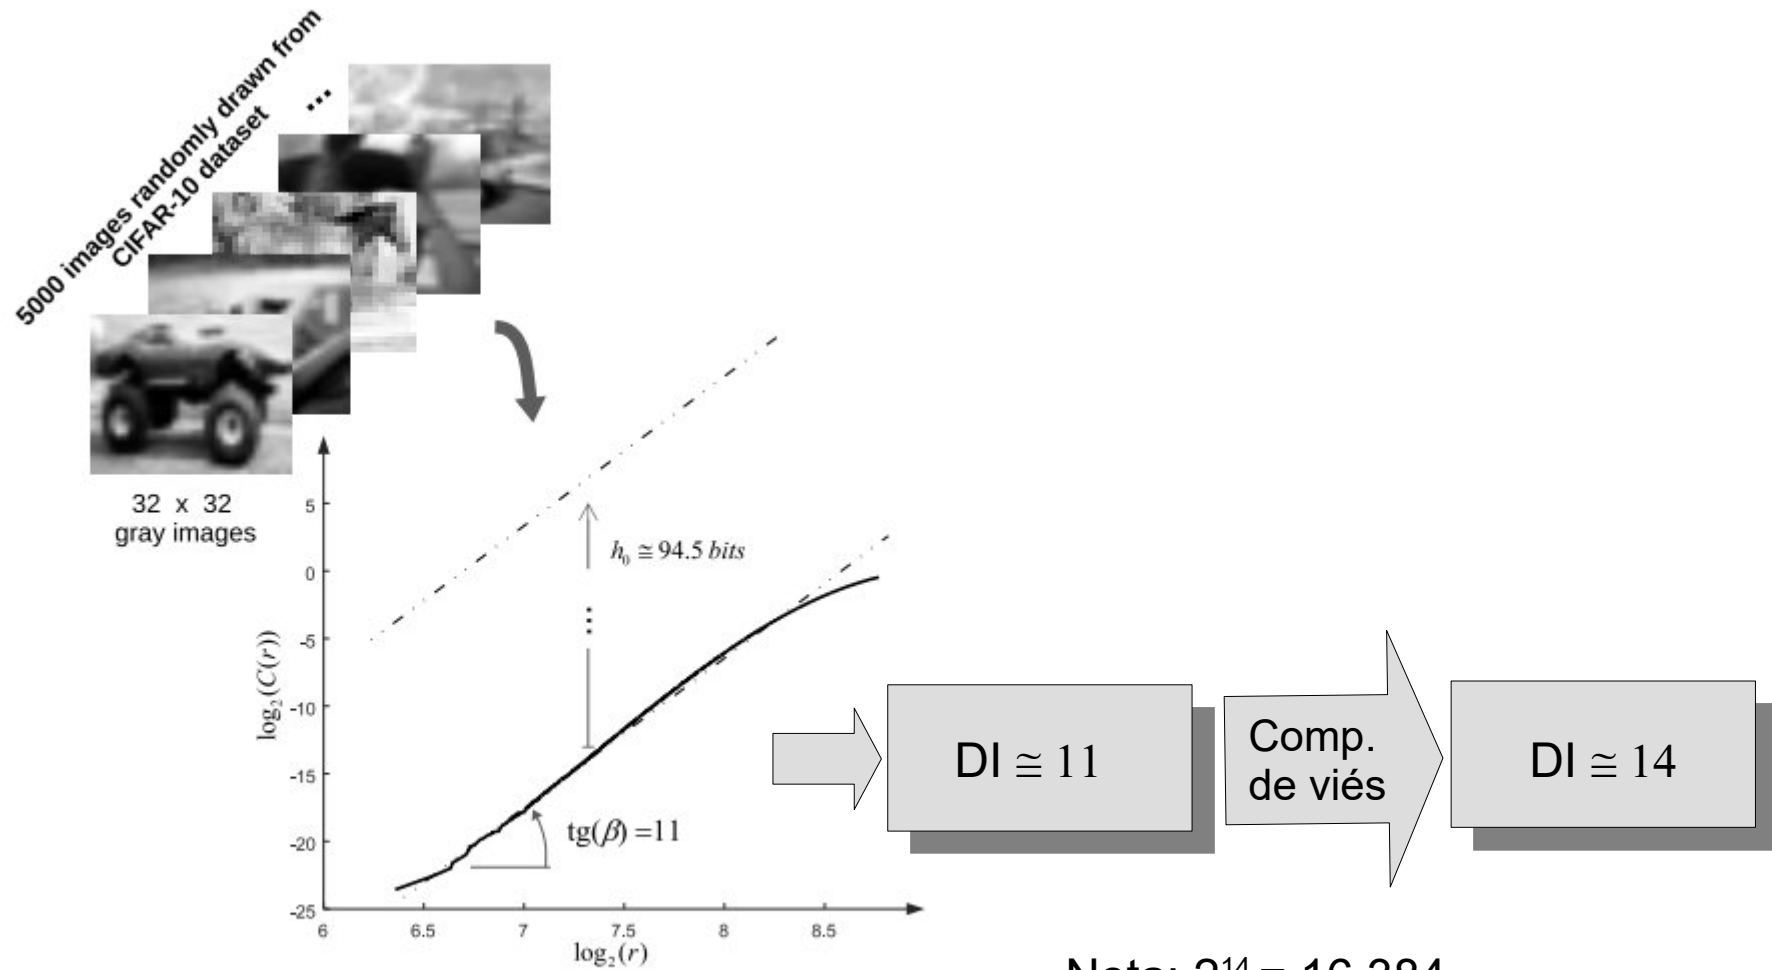 5000 images randomly drawn from
CIFAR-10 dataset
...
32 x 32
gray images
5
0
-5
-10
-15
-20
-25
log₂(C(r))
h₀ ≅ 94.5 bits
tg(β) =11
6
6.5
7
7.5
8
8.5
log₂(r)
DI ≅ 11
Comp.
de viés
DI ≅ 14
Nota: 2¹⁴ = 16.384